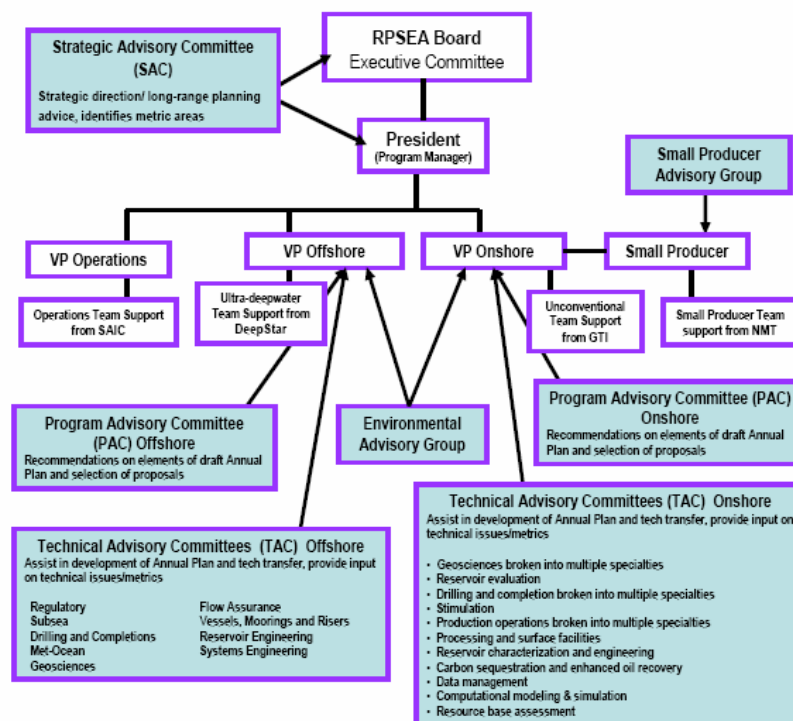 Strategic Advisory Committee
(SAC)
Strategic direction/ long-range planning
advice, identifies metric areas
RPSEA Board
Executive Committee
President
(Program Manager)
Small Producer
Advisory Group
VP Operations
VP Offshore
VP Onshore
Small Producer
Operations Team Support
from SAIC
Ultra-deepwater
Team Support from
DeepStar
Unconventional
Team Support
from GTI
Small Producer Team
support from NMT
Program Advisory Committee
(PAC) Offshore
Recommendations on elements of draft Annual
Plan and selection of proposals
Environmental
Advisory Group
Program Advisory Committee (PAC)
Onshore
Recommendations on elements of draft Annual
Plan and selection of proposals
Technical Advisory Committees (TAC) Offshore
Assist in development of Annual Plan and tech transfer, provide input
on technical issues/metrics
Regulatory
Subsea
Drilling and Completions
Met-Ocean
Geosciences
Flow Assurance
Vessels, Moorings and Risers
Reservoir Engineering
Systems Engineering
Technical Advisory Committees (TAC) Onshore
Assist in development of Annual Plan and tech transfer, provide input on
technical issues/metrics
• Geosciences broken into multiple specialties
• Reservoir evaluation
• Drilling and completion broken into multiple specialties
• Stimulation
• Production operations broken into multiple specialties
• Processing and surface facilities
• Reservoir characterization and engineering
• Carbon sequestration and enhanced oil recovery
• Data management
• Computational modeling & simulation
• Resource base assessment